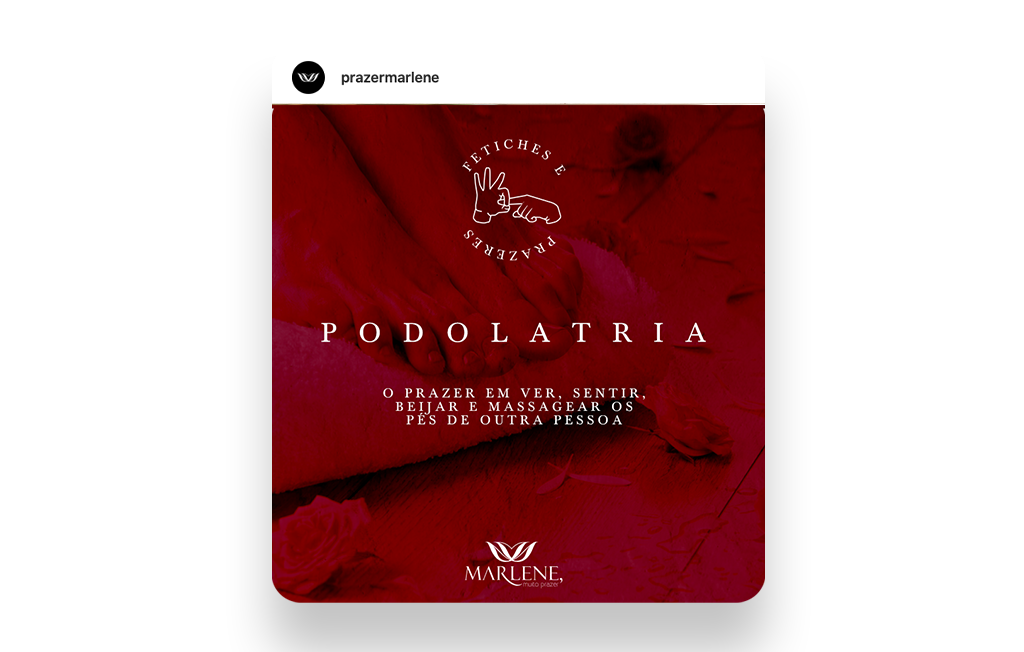 prazermarlene
FETICHES E
PRAZERES
PODOLATRIA
O PRAZER EM VER, SENTIR,
BEIJAR E MASSAGEAR OS
PÉS DE OUTRA PESSOA
MARLENE,
muito prazer